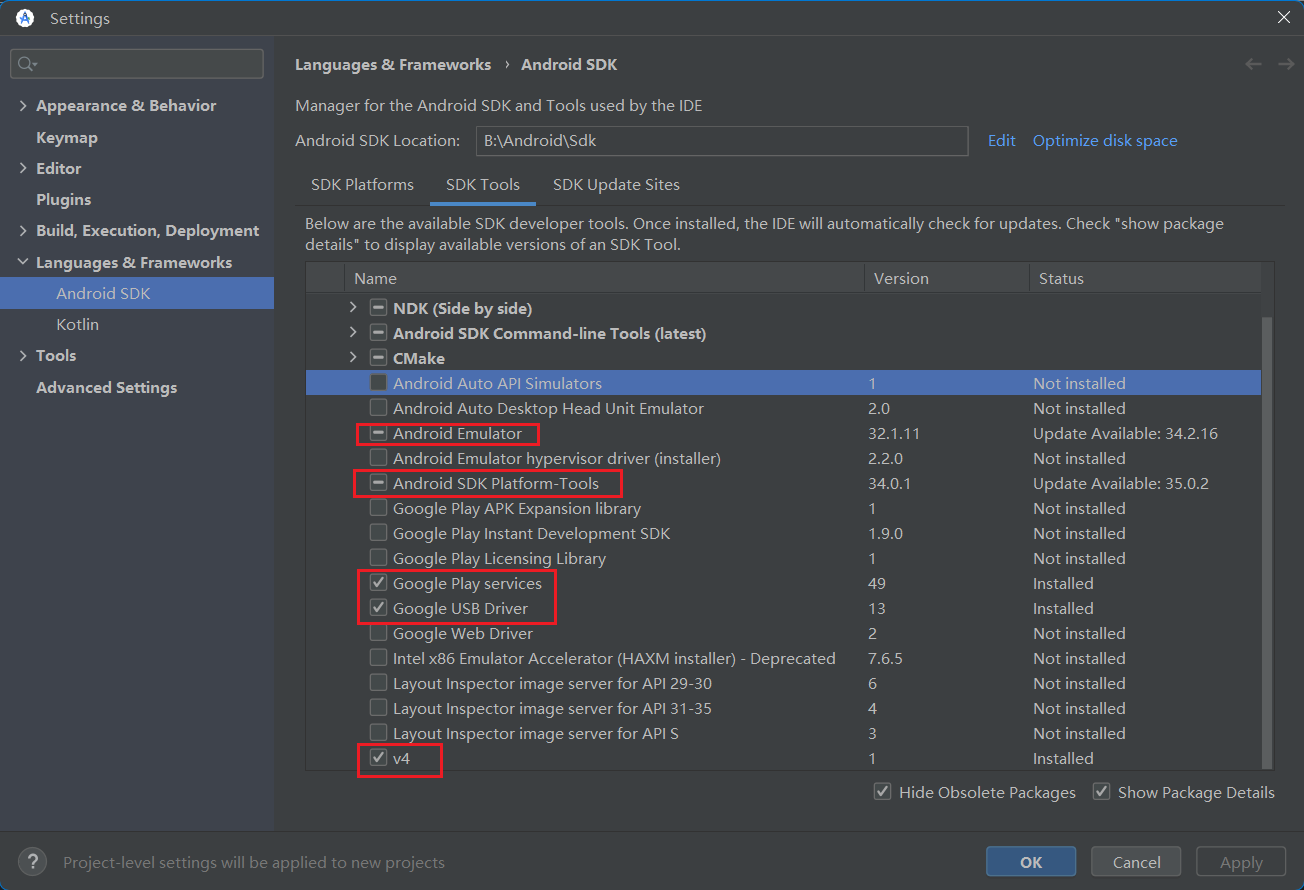 Settings
Appearance & Behavior
Keymap
Editor
Plugins
Build, Execution, Deployment
Languages & Frameworks
Android SDK
Kotlin
Tools
Advanced Settings
Languages & Frameworks › Android SDK
Manager for the Android SDK and Tools used by the IDE
Android SDK Location: B:\Android\Sdk Edit Optimize disk space
SDK Platforms SDK Tools SDK Update Sites
Below are the available SDK developer tools. Once installed, the IDE will automatically check for updates. Check "show package
details" to display available versions of an SDK Tool.
Name Version Status
NDK (Side by side)
Android SDK Command-line Tools (latest)
CMake
Android Auto API Simulators 1 Not installed
Android Auto Desktop Head Unit Emulator 2.0 Not installed
Android Emulator 32.1.11 Update Available: 34.2.16
Android Emulator hypervisor driver (installer) 2.2.0 Not installed
Android SDK Platform-Tools 34.0.1 Update Available: 35.0.2
Google Play APK Expansion library 1 Not installed
Google Play Instant Development SDK 1.9.0 Not installed
Google Play Licensing Library 1 Not installed
Google Play services 49 Installed
Google USB Driver 13 Installed
Google Web Driver 2 Not installed
Intel x86 Emulator Accelerator (HAXM installer) - Deprecated 7.6.5 Not installed
Layout Inspector image server for API 29-30 6 Not installed
Layout Inspector image server for API 31-35 4 Not installed
Layout Inspector image server for API S 3 Not installed
v4 1 Installed
Hide Obsolete Packages Show Package Details
? Project-level settings will be applied to new projects
OK Cancel Apply